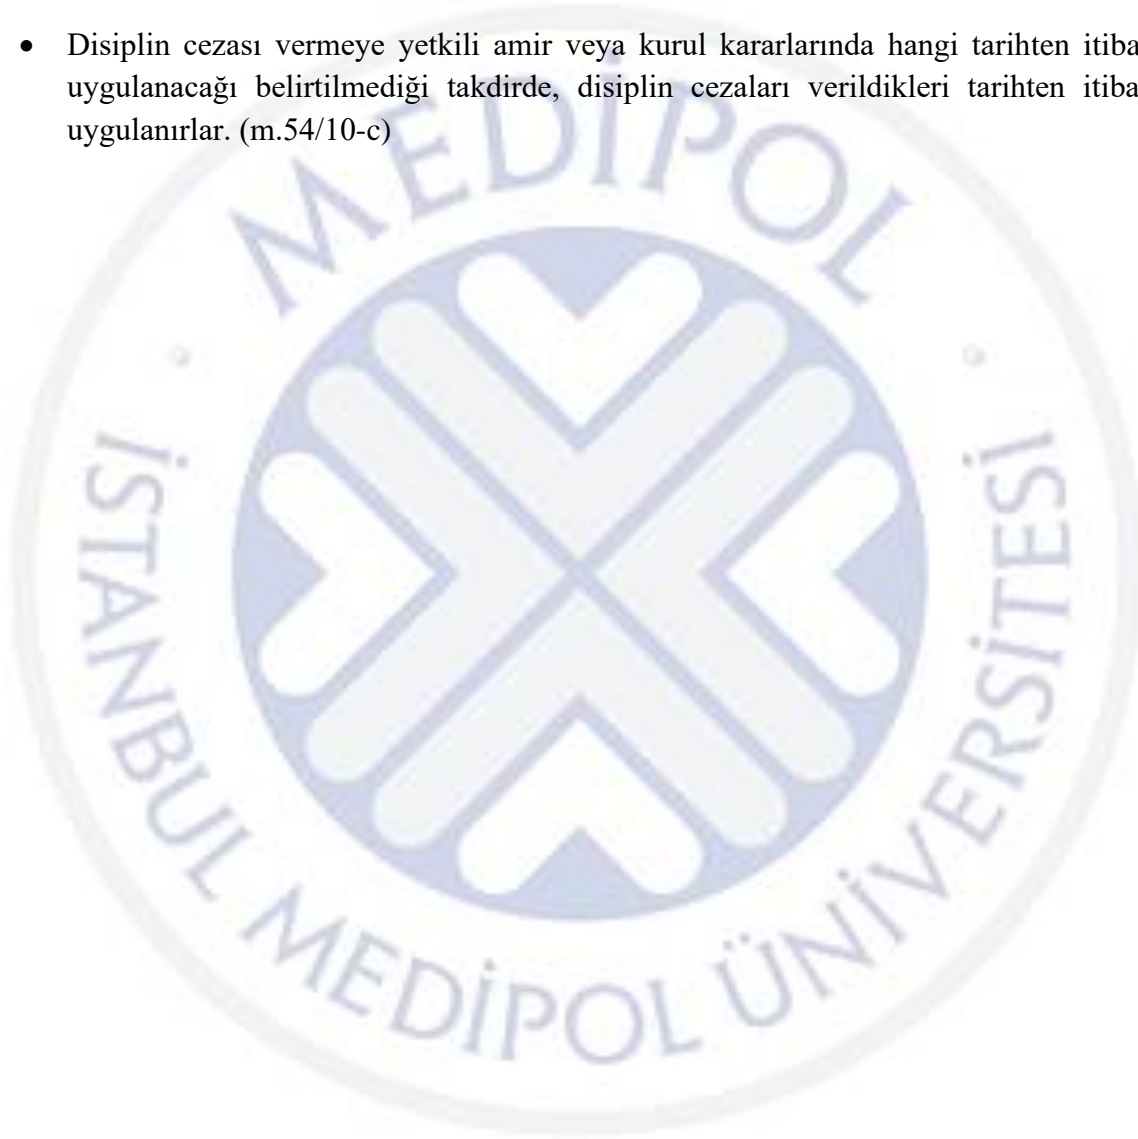 • Disiplin cezası vermeye yetkili amir veya kurul kararlarında hangi tarihten itiba
uygulanacağı belirtilmediği takdirde, disiplin cezaları verildikleri tarihten itiba
uygulanırlar. (m.54/10-c)
MEDİPOL
İSTANBUL MEDİPOL ÜNİVERSİTESİ